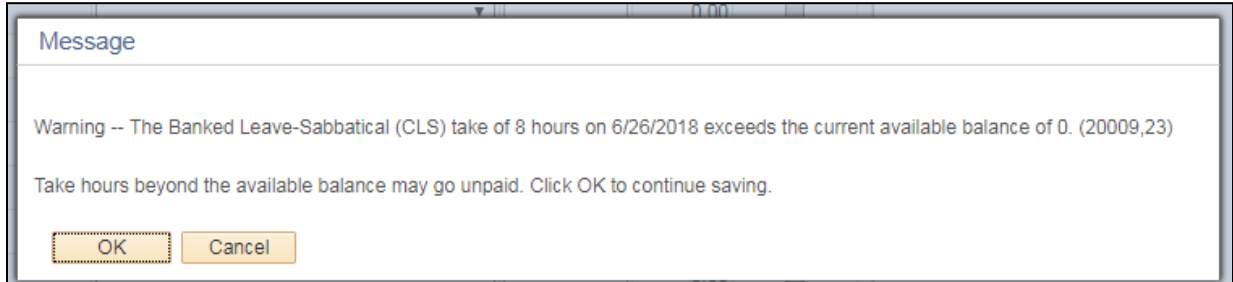 0.00
Message
Warning -- The Banked Leave-Sabbatical (CLS) take of 8 hours on 6/26/2018 exceeds the current available balance of 0. (20009,23)
Take hours beyond the available balance may go unpaid. Click OK to continue saving.
OK Cancel